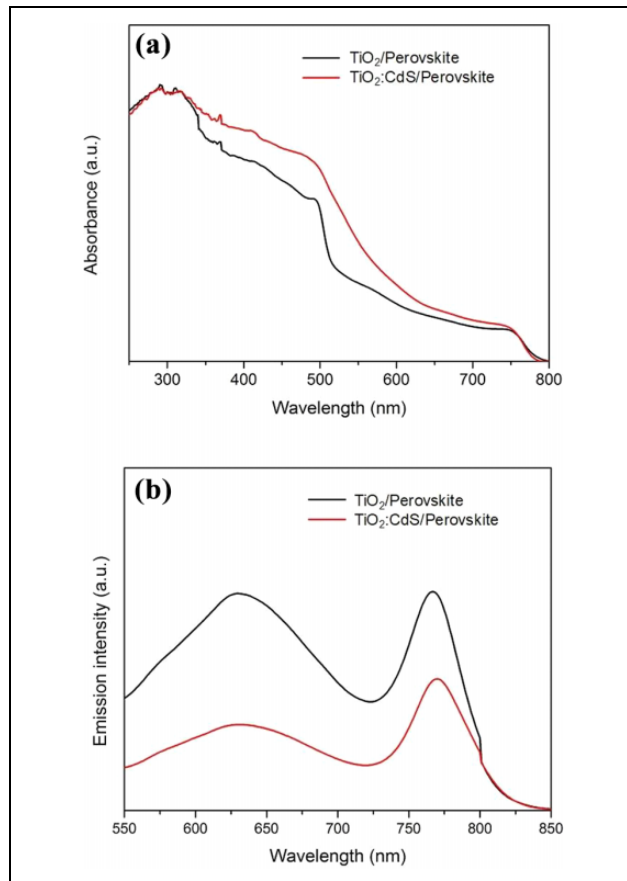 (a)
TiO₂/Perovskite
TiO₂:CdS/Perovskite
Absorbance (a.u.)
300 400 500 600 700 800
Wavelength (nm)
(b)
TiO₂/Perovskite
TiO₂:CdS/Perovskite
Emission intensity (a.u.)
550 600 650 700 750 800 850
Wavelength (nm)